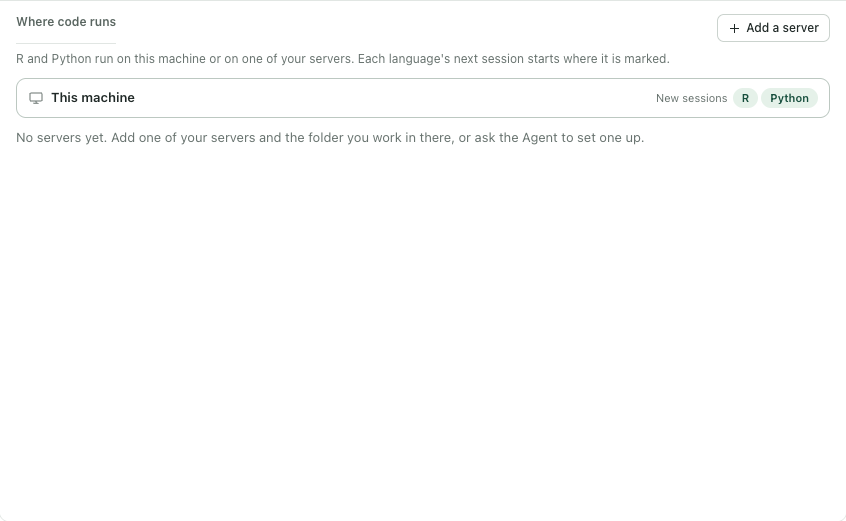 Where code runs
+ Add a server
R and Python run on this machine or on one of your servers. Each language's next session starts where it is marked.
This machine
New sessions R Python
No servers yet. Add one of your servers and the folder you work in there, or ask the Agent to set one up.